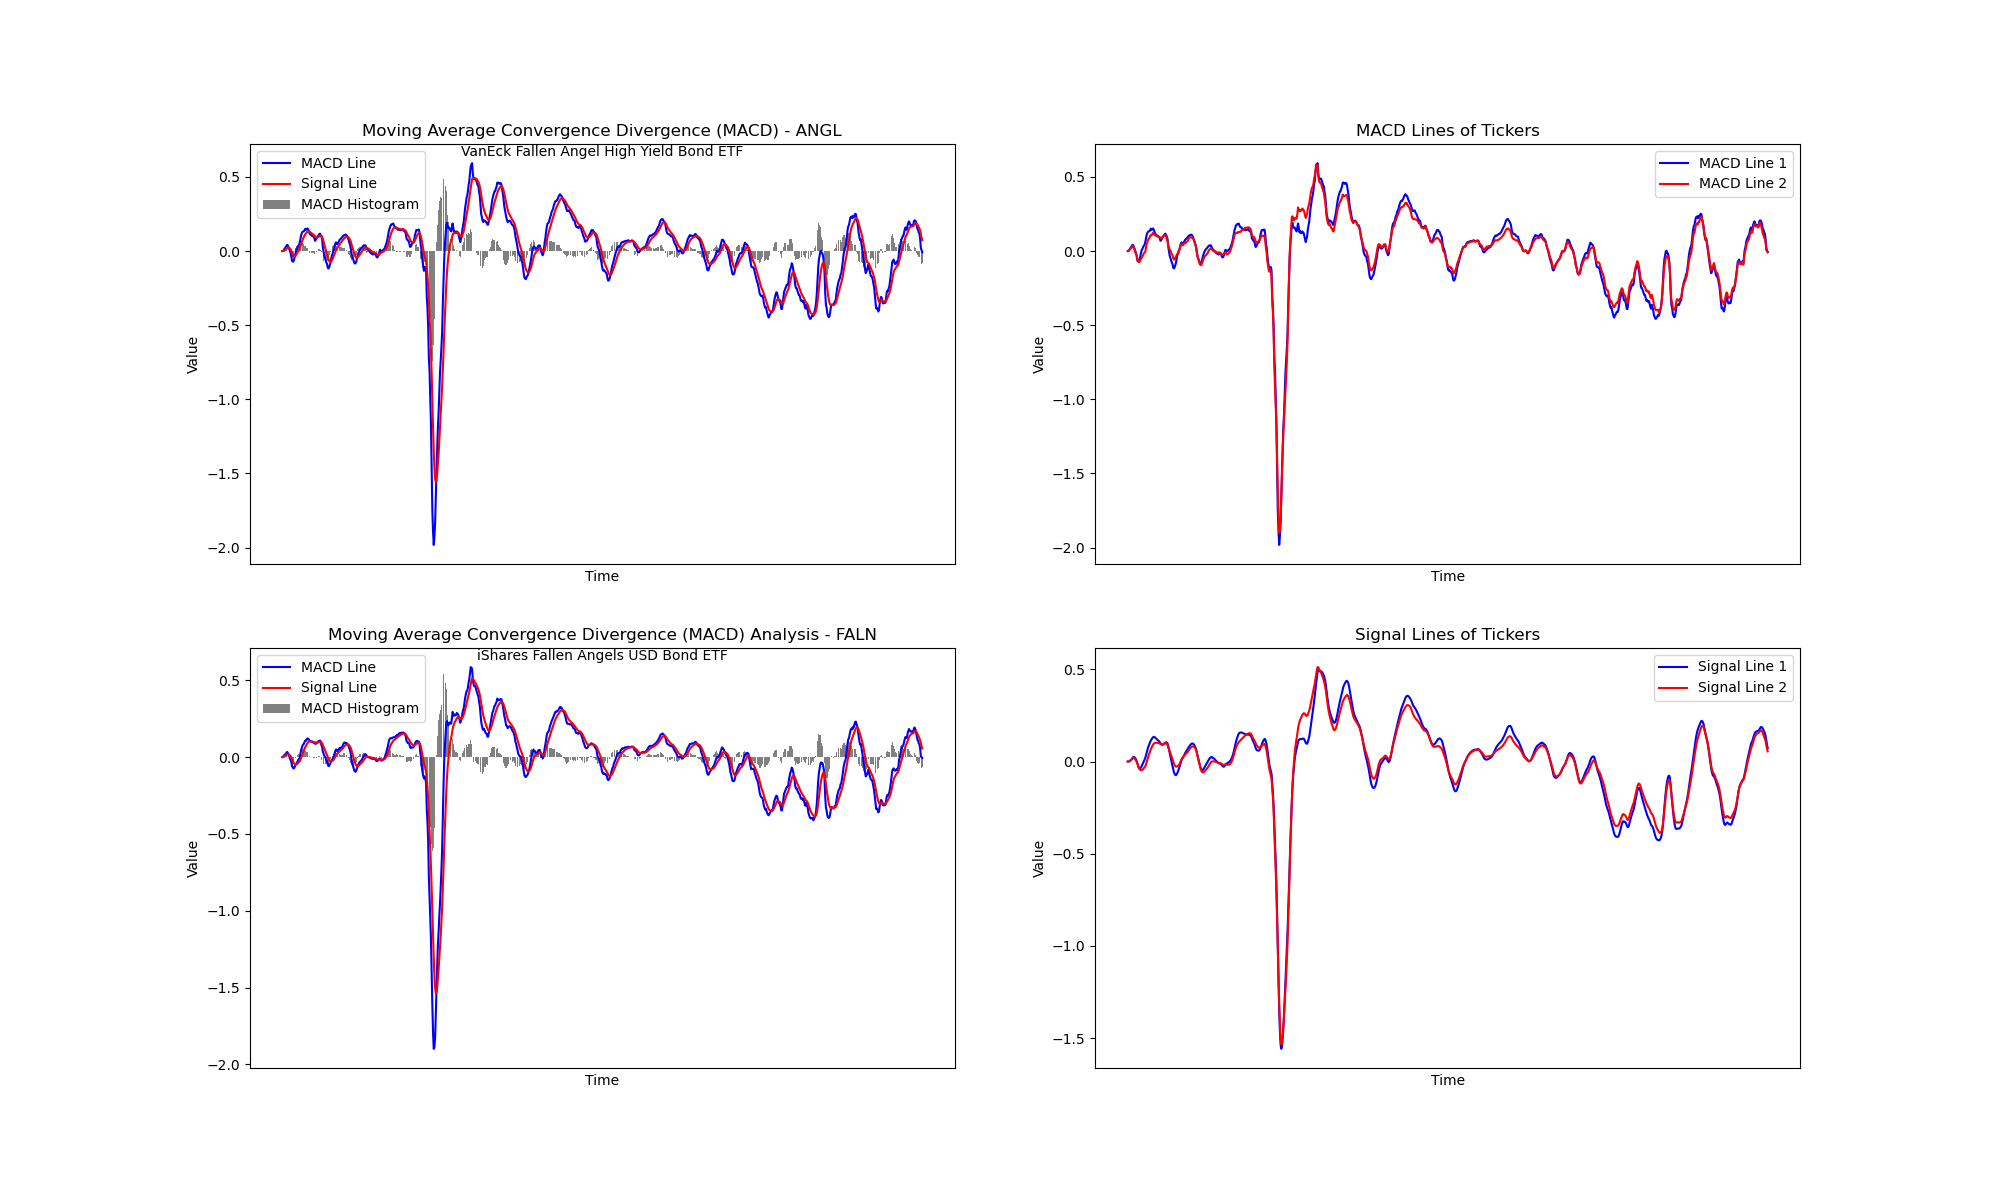 Moving Average Convergence Divergence (MACD) - ANGL
VanEck Fallen Angel High Yield Bond ETF
MACD Line
Signal Line
MACD Histogram
0.5
0.0
−0.5
−1.0
−1.5
−2.0
Value
Time
MACD Lines of Tickers
MACD Line 1
MACD Line 2
0.5
0.0
−0.5
−1.0
−1.5
−2.0
Value
Time
Moving Average Convergence Divergence (MACD) Analysis - FALN
iShares Fallen Angels USD Bond ETF
MACD Line
Signal Line
MACD Histogram
0.5
0.0
−0.5
−1.0
−1.5
−2.0
Value
Time
Signal Lines of Tickers
Signal Line 1
Signal Line 2
0.5
0.0
−0.5
−1.0
−1.5
Value
Time